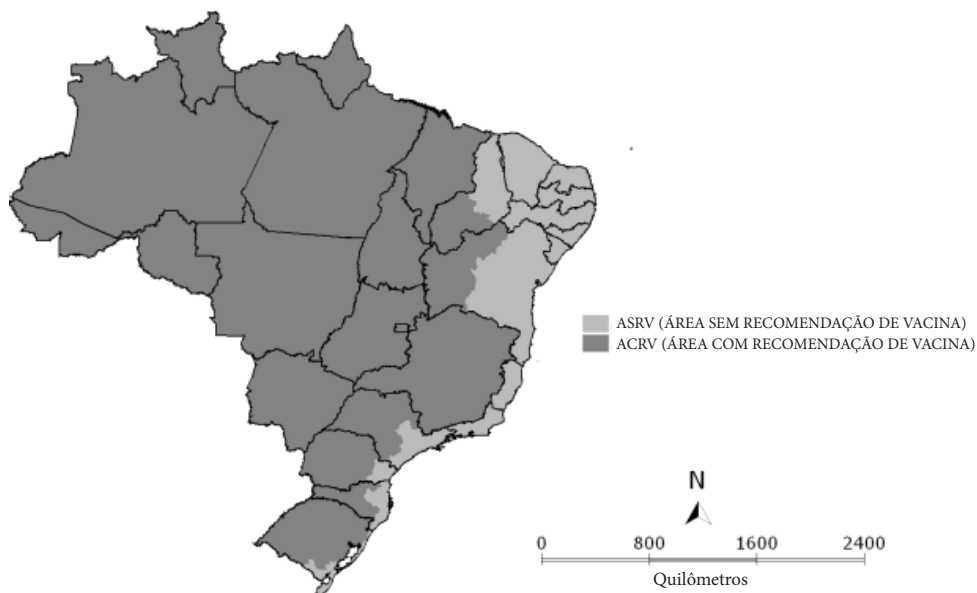 ASRV (ÁREA SEM RECOMENDAÇÃO DE VACINA)
ACRV (ÁREA COM RECOMENDAÇÃO DE VACINA)
N
0 800 1600 2400
Quilômetros